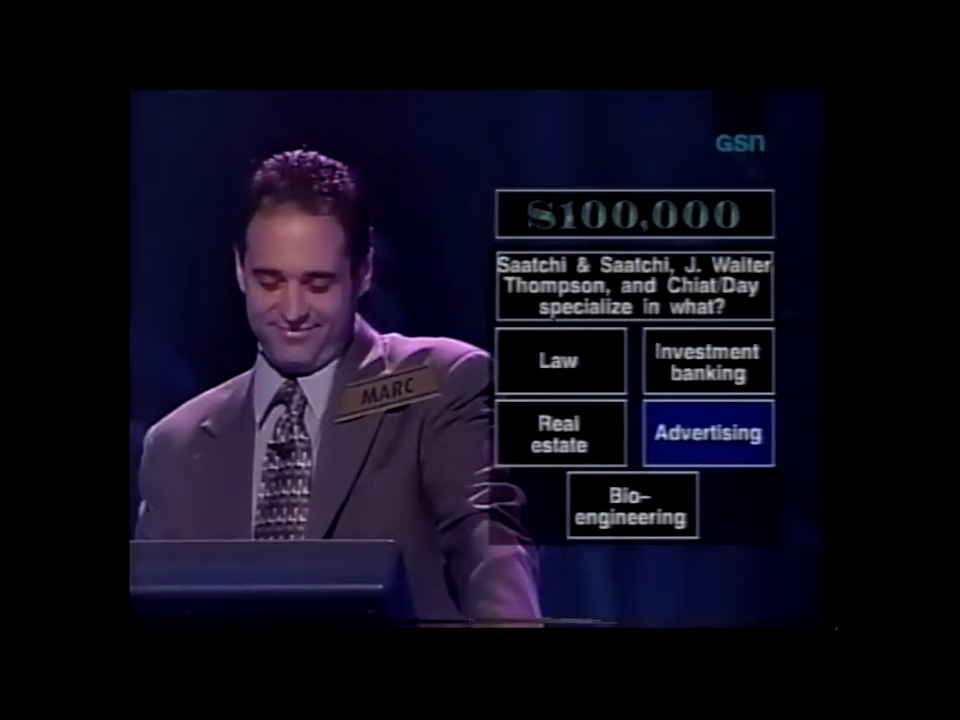 GSN
$100,000
Saatchi & Saatchi, J. Walter
Thompson, and Chiat/Day
specialize in what?
Law
Investment
banking
MARC
Real
estate
Advertising
Bio-
engineering